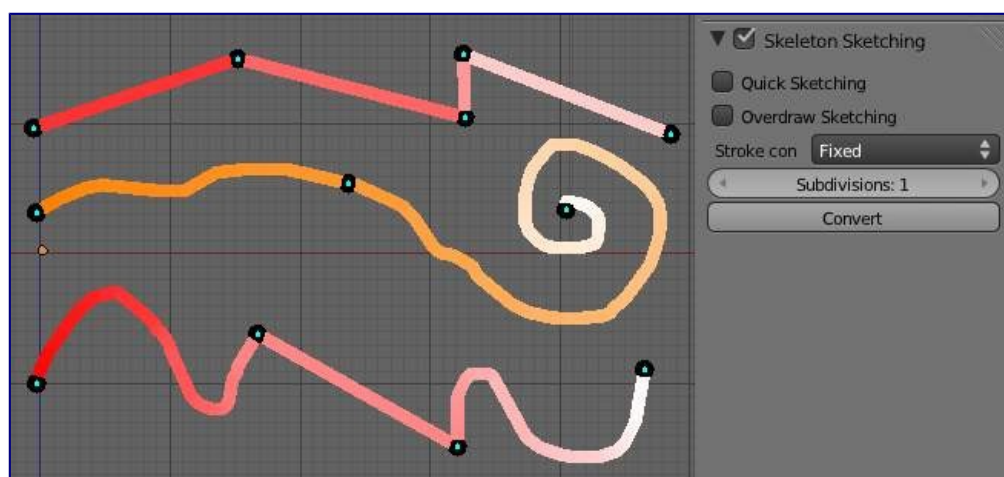 Skeleton Sketching
Quick Sketching
Overdraw Sketching
Stroke con Fixed
Subdivisions: 1
Convert